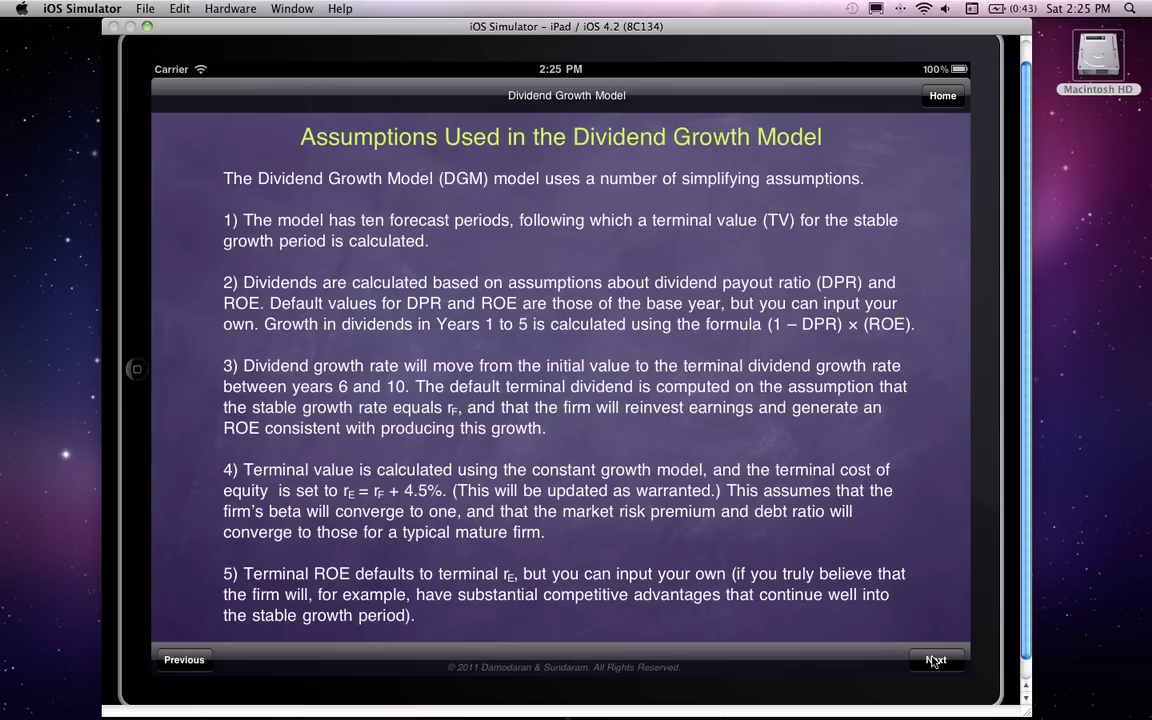 iOS Simulator File Edit Hardware Window Help (0:43) Sat 2:25 PM
iOS Simulator – iPad / iOS 4.2 (8C134)
Macintosh HD
Carrier 2:25 PM 100%
Dividend Growth Model Home
Assumptions Used in the Dividend Growth Model
The Dividend Growth Model (DGM) model uses a number of simplifying assumptions.
1) The model has ten forecast periods, following which a terminal value (TV) for the stable
growth period is calculated.
2) Dividends are calculated based on assumptions about dividend payout ratio (DPR) and
ROE. Default values for DPR and ROE are those of the base year, but you can input your
own. Growth in dividends in Years 1 to 5 is calculated using the formula (1 – DPR) × (ROE).
3) Dividend growth rate will move from the initial value to the terminal dividend growth rate
between years 6 and 10. The default terminal dividend is computed on the assumption that
the stable growth rate equals rF, and that the firm will reinvest earnings and generate an
ROE consistent with producing this growth.
4) Terminal value is calculated using the constant growth model, and the terminal cost of
equity is set to rE = rF + 4.5%. (This will be updated as warranted.) This assumes that the
firm's beta will converge to one, and that the market risk premium and debt ratio will
converge to those for a typical mature firm.
5) Terminal ROE defaults to terminal rE, but you can input your own (if you truly believe that
the firm will, for example, have substantial competitive advantages that continue well into
the stable growth period).
Previous Next
© 2011 Damodaran & Sundaram. All Rights Reserved.